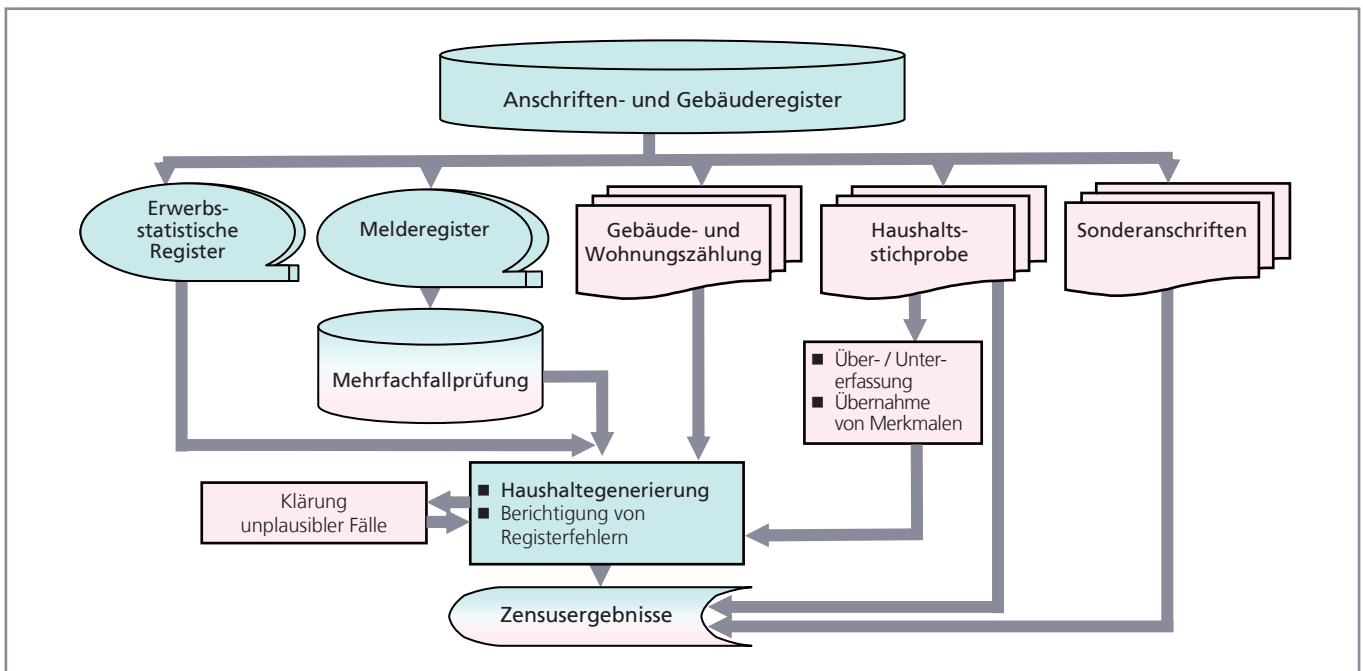 Anschriften- und Gebäuderegister
Erwerbs-
statistische
Register
Melderegister
Gebäude- und
Wohnungszählung
Haushalts-
stichprobe
Sonderanschriften
Mehrfachfallprüfung
■ Über- / Unter-
erfassung
■ Übernahme
von Merkmalen
Klärung
unplausibler Fälle
■ Haushaltegenerierung
■ Berichtigung von
Registerfehlern
Zensusergebnisse